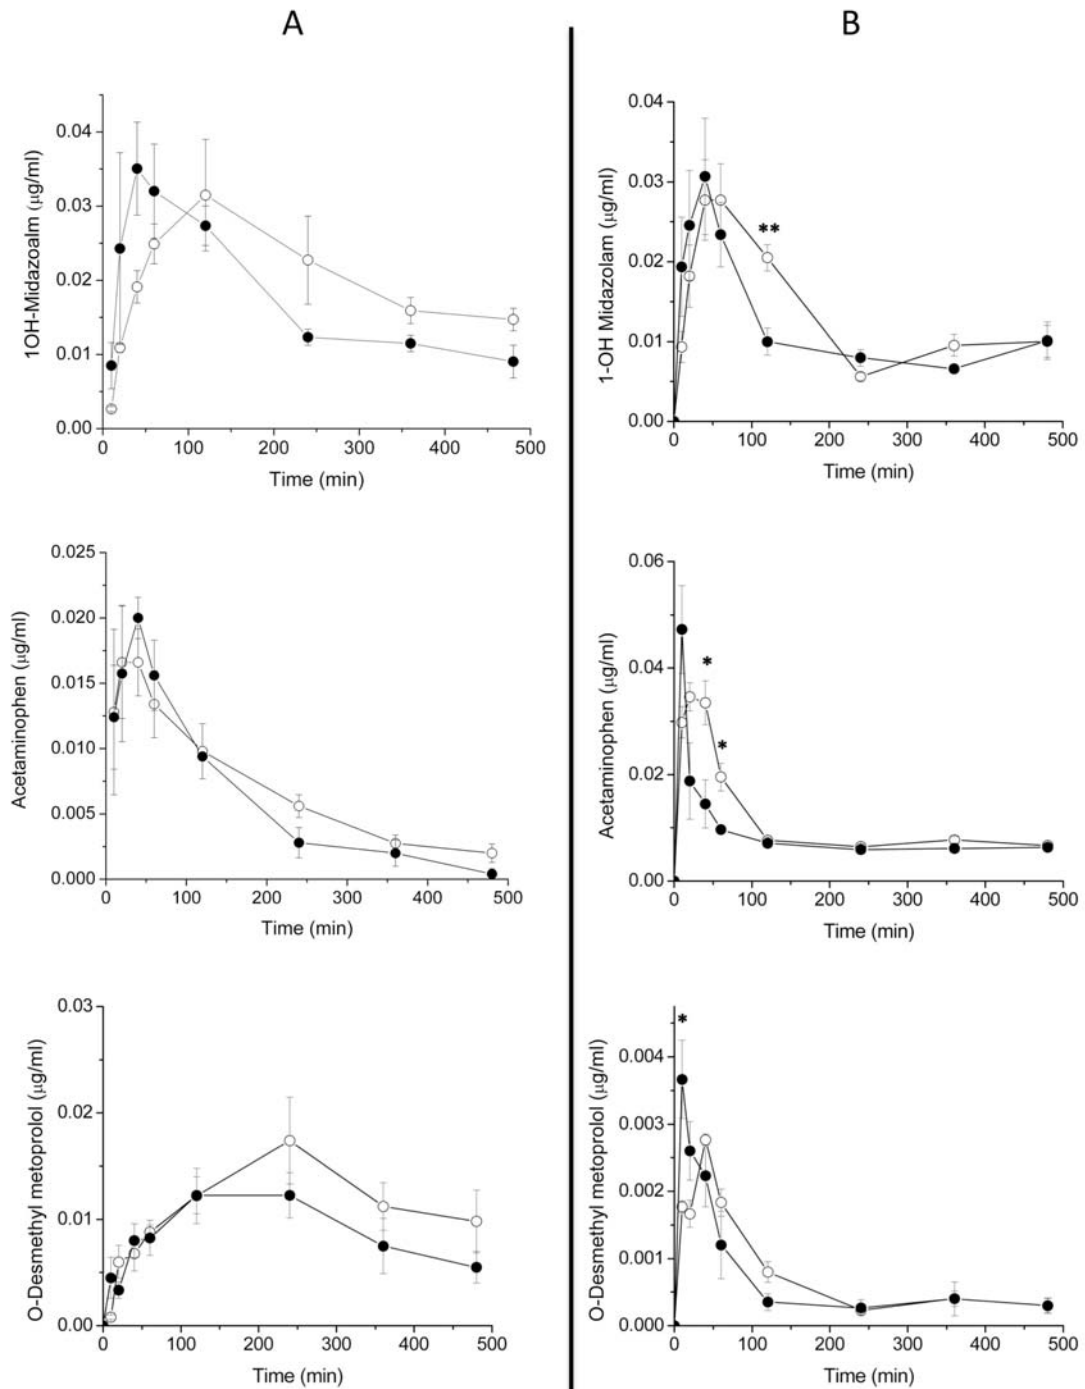 A
B
1OH-Midazoalm (μg/ml)
0.04
0.03
0.02
0.01
0.00
0 100 200 300 400 500
Time (min)
1-OH Midazolam (μg/ml)
0.04
0.03
0.02
0.01
0.00
**
0 100 200 300 400 500
Time (min)
Acetaminophen (μg/ml)
0.025
0.020
0.015
0.010
0.005
0.000
0 100 200 300 400 500
Time (min)
Acetaminophen (μg/ml)
0.06
0.04
0.02
0.00
*
*
0 100 200 300 400 500
Time (min)
O-Desmethyl metoprolol (μg/ml)
0.03
0.02
0.01
0.00
0 100 200 300 400 500
Time (min)
O-Desmethyl metoprolol (μg/ml)
*
0.004
0.003
0.002
0.001
0.000
0 100 200 300 400 500
Time (min)